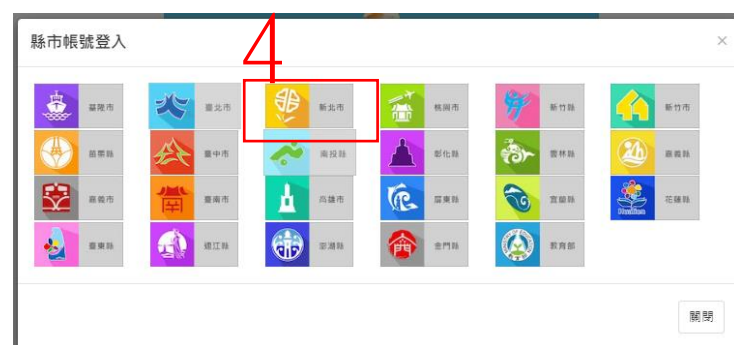 縣市帳號登入
×
4
基隆市
臺北市
新北市
桃園市
新竹縣
新竹市
苗栗縣
臺中市
南投縣
彰化縣
雲林縣
嘉義縣
嘉義市
臺南市
高雄市
屏東縣
宜蘭縣
Hualien
花蓮縣
臺東縣
連江縣
澎湖縣
金門縣
教育部
關閉